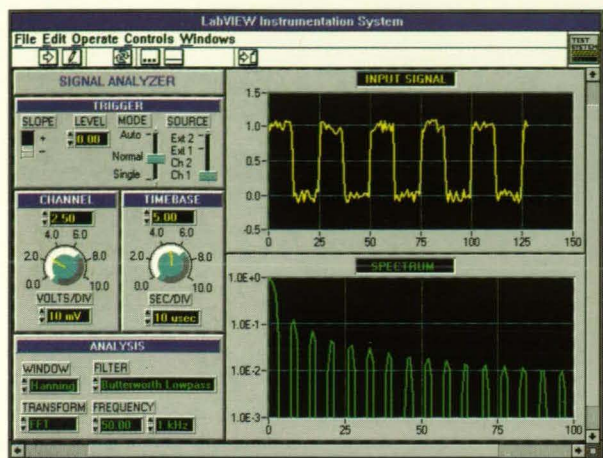 LabVIEW Instrumentation System
File Edit Operate Controls Windows
TEST
SIGNAL ANALYZER
TRIGGER
SLOPE LEVEL MODE SOURCE
+
−
0.00
Auto
Normal
Single
Ext 2
Ext 1
Ch 2
Ch 1
CHANNEL
2.50
4.0 6.0
2.0 8.0
0.0 10.0
VOLTS/DIV
10 mV
TIMEBASE
5.00
4.0 6.0
2.0 8.0
0.0 10.0
SEC/DIV
10 usec
ANALYSIS
WINDOW FILTER
Hanning Butterworth Lowpass
TRANSFORM FREQUENCY
FFT 50.00 1 kHz
INPUT SIGNAL
1.5
1.0
0.5
0.0
-0.5
0 25 50 75 100 125 150
SPECTRUM
1.0E+0
1.0E-1
1.0E-2
1.0E-3
0 25 50 75 100